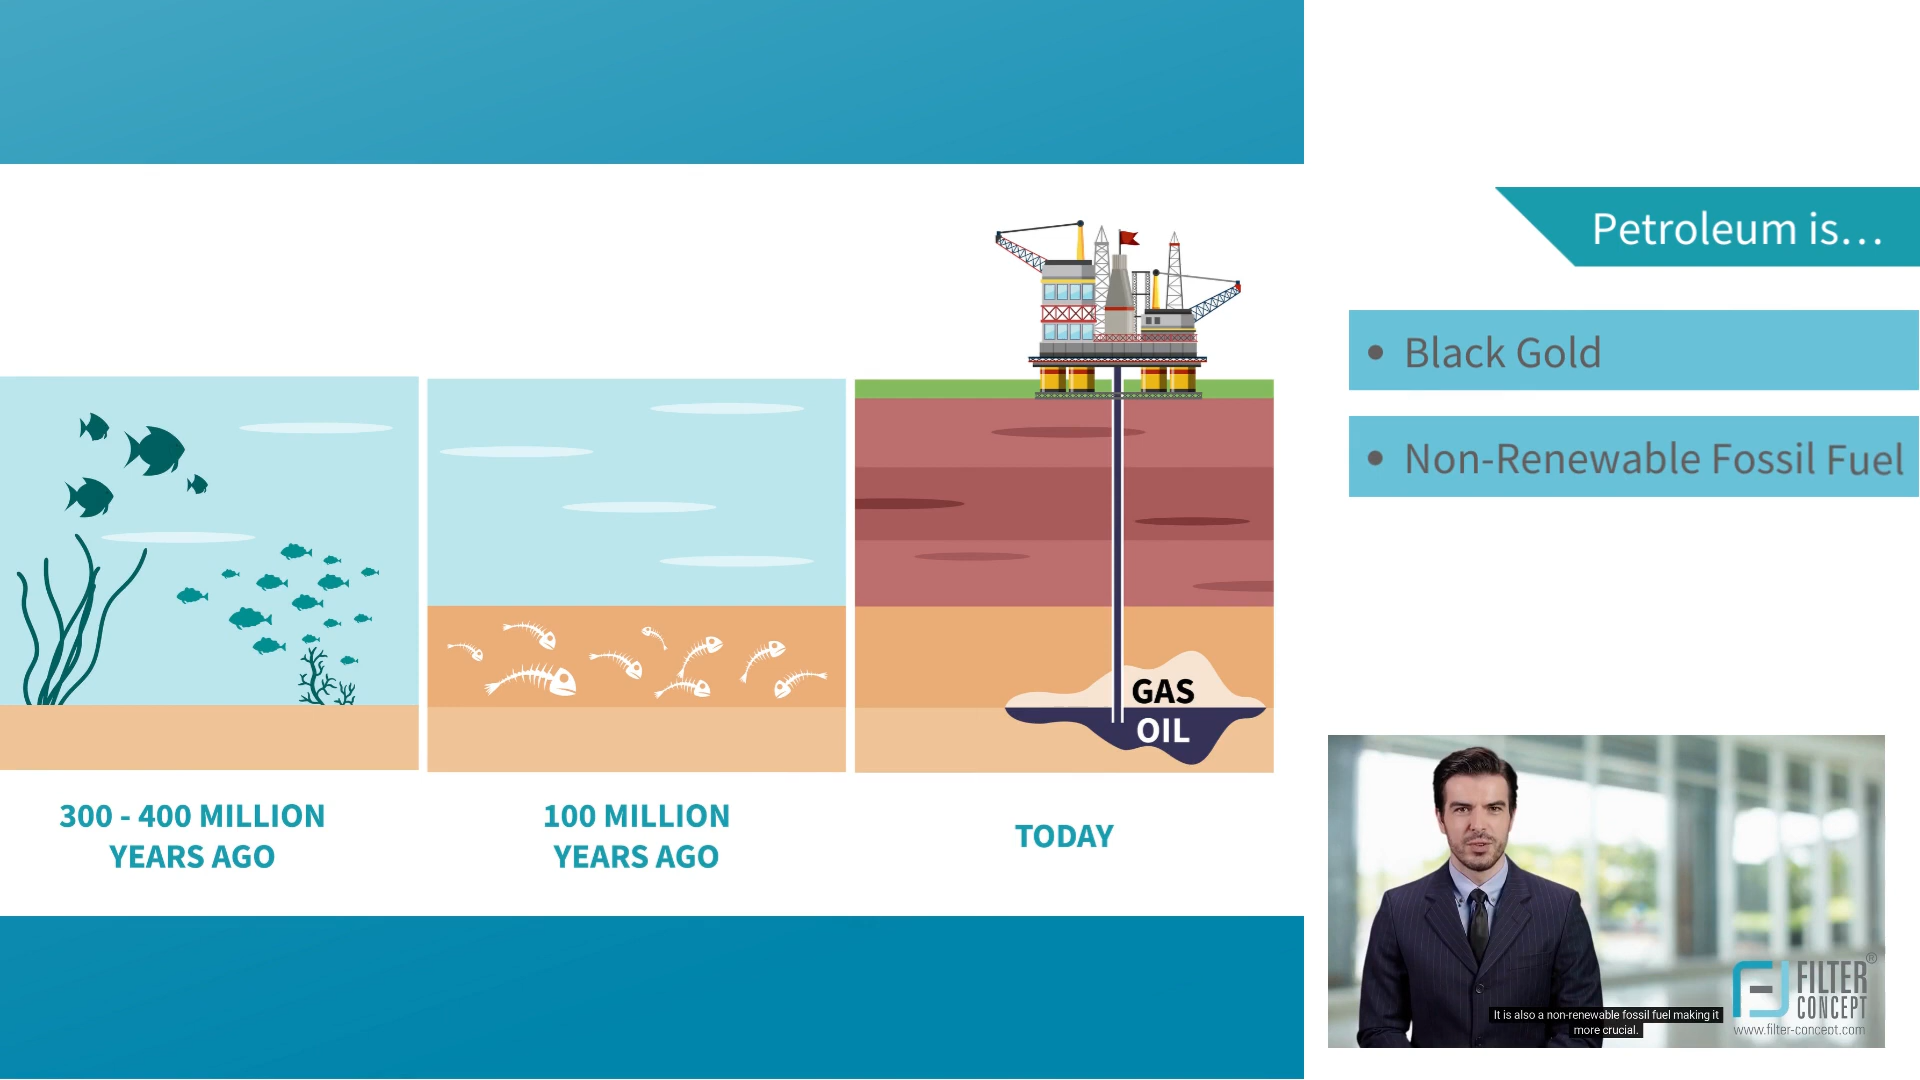 Petroleum is...
• Black Gold
• Non-Renewable Fossil Fuel
GAS
OIL
300 - 400 MILLION
YEARS AGO
100 MILLION
YEARS AGO
TODAY
FILTER
CONCEPT
®
www.filter-concept.com
It is also a non-renewable fossil fuel making it
more crucial.